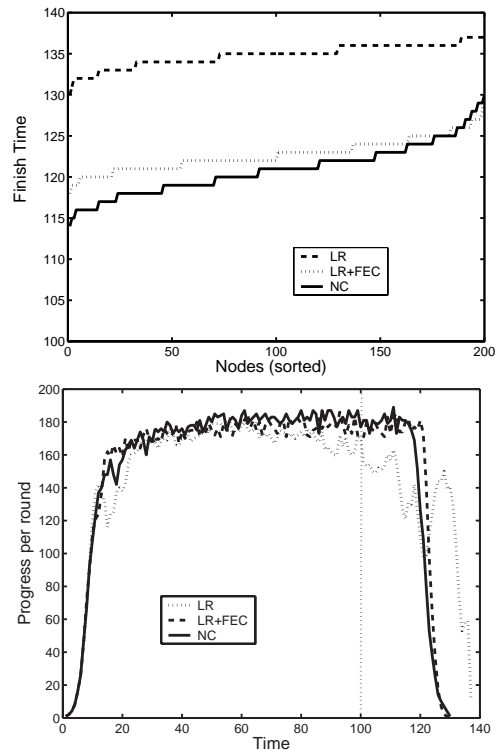 140
135
130
125
120
115
110
105
100
Finish Time
LR
LR+FEC
NC
0 50 100 150 200
Nodes (sorted)
200
180
160
140
120
100
80
60
40
20
0
Progress per round
LR
LR+FEC
NC
0 20 40 60 80 100 120 140
Time